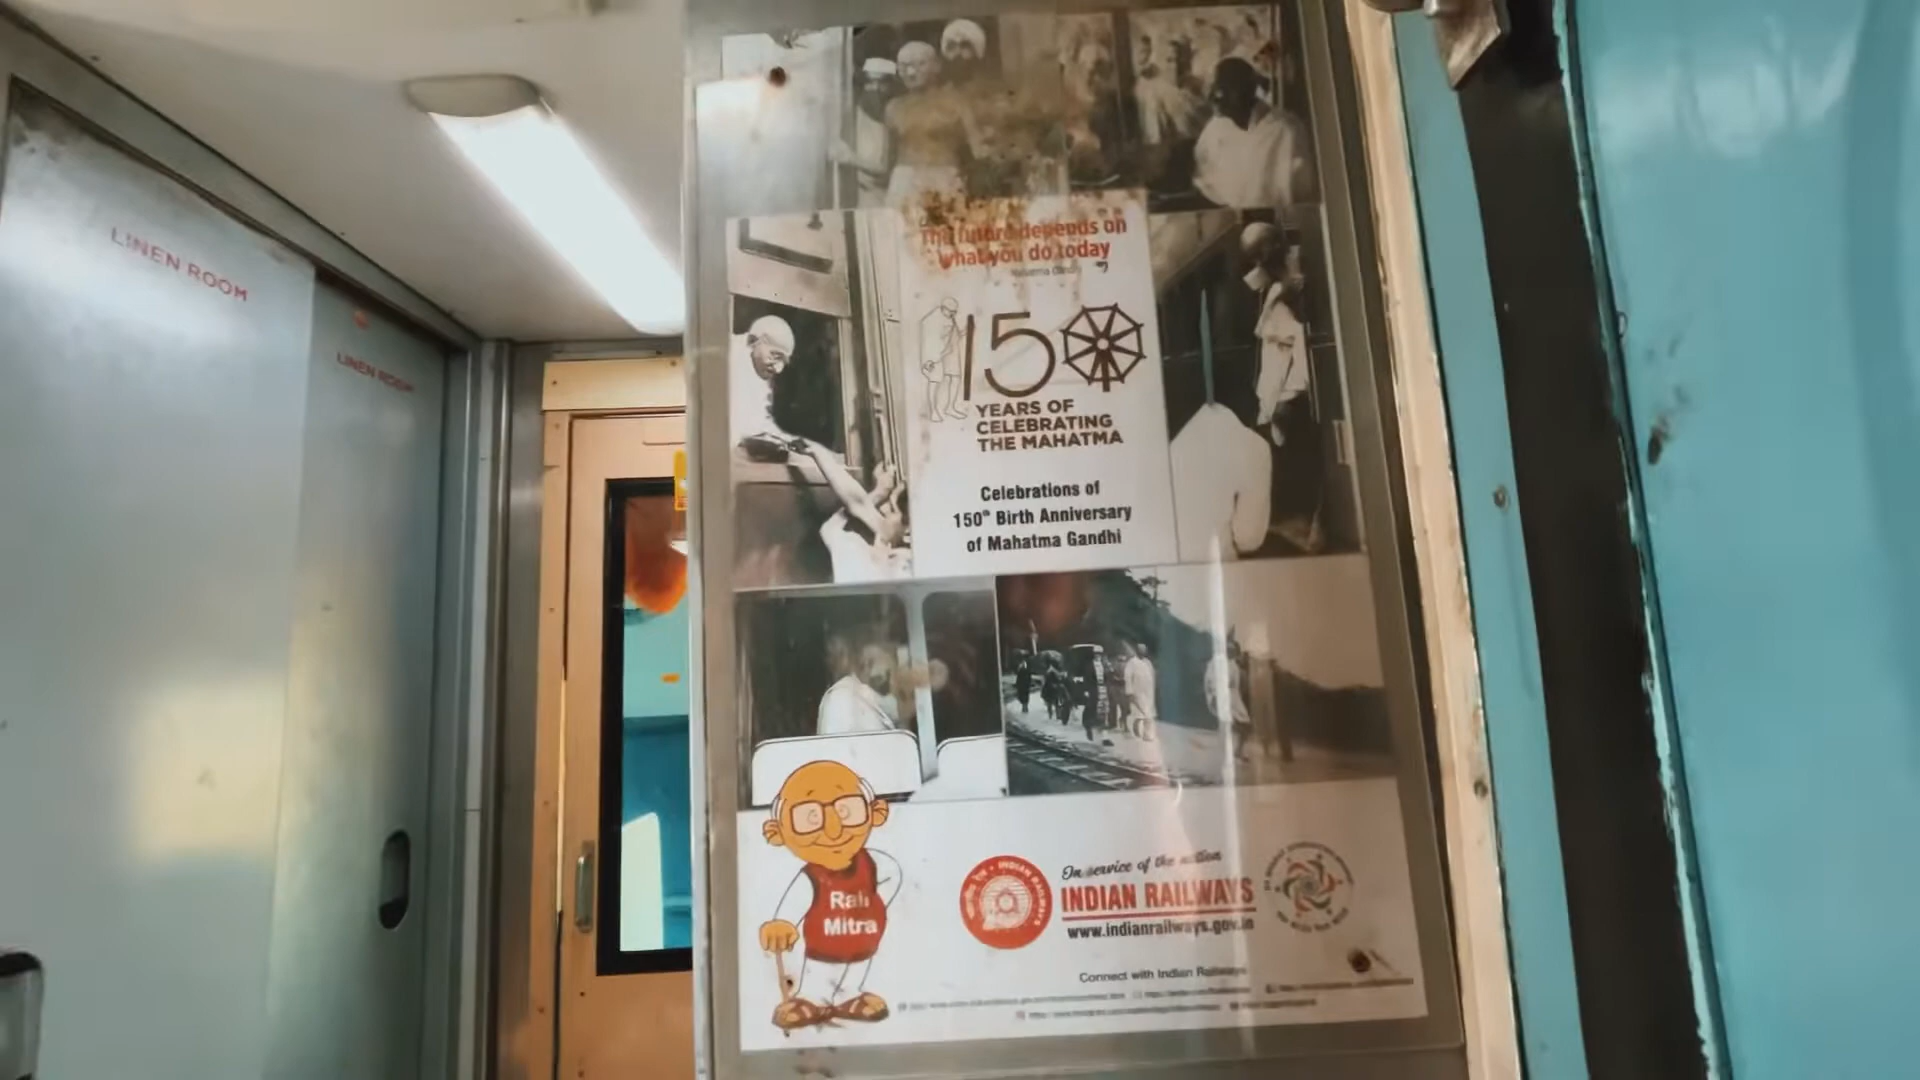 LINEN ROOM
LINEN ROOM
The future depends on
what you do today
150
YEARS OF
CELEBRATING
THE MAHATMA
Celebrations of
150th Birth Anniversary
of Mahatma Gandhi
Rail
Mitra
INDIAN RAILWAYS
On service of the nation
INDIAN RAILWAYS
www.indianrailways.gov.in
Connect with Indian Railways